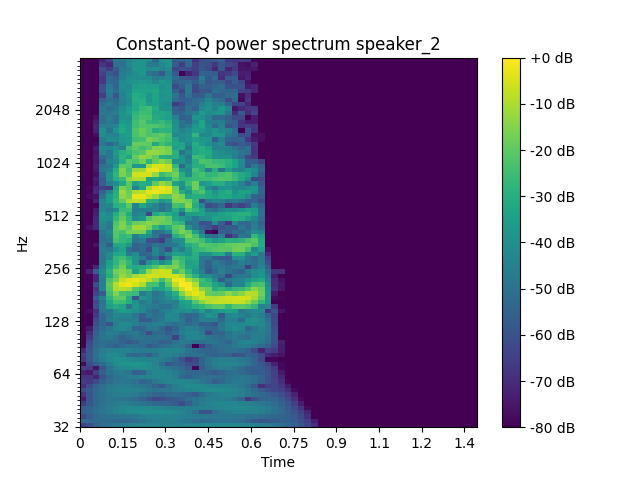 Constant-Q power spectrum speaker_2
Hz
2048
1024
512
256
128
64
32
0 0.15 0.3 0.45 0.6 0.75 0.9 1.1 1.2 1.4
Time
+0 dB
-10 dB
-20 dB
-30 dB
-40 dB
-50 dB
-60 dB
-70 dB
-80 dB